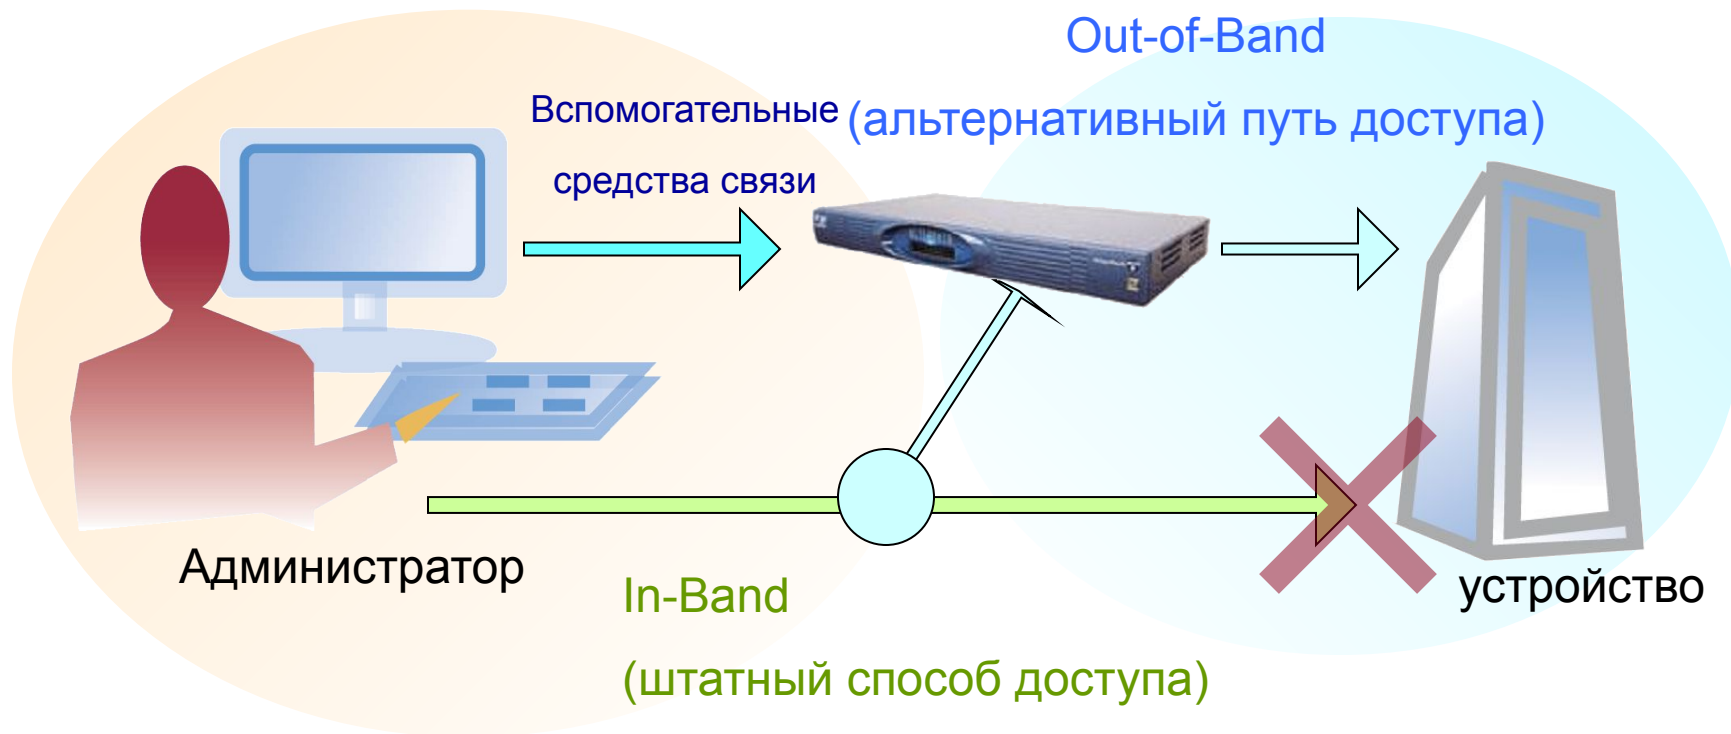 Out-of-Band
Вспомогательные
(альтернативный путь доступа)
средства связи
Администратор
устройство
In-Band
(штатный способ доступа)